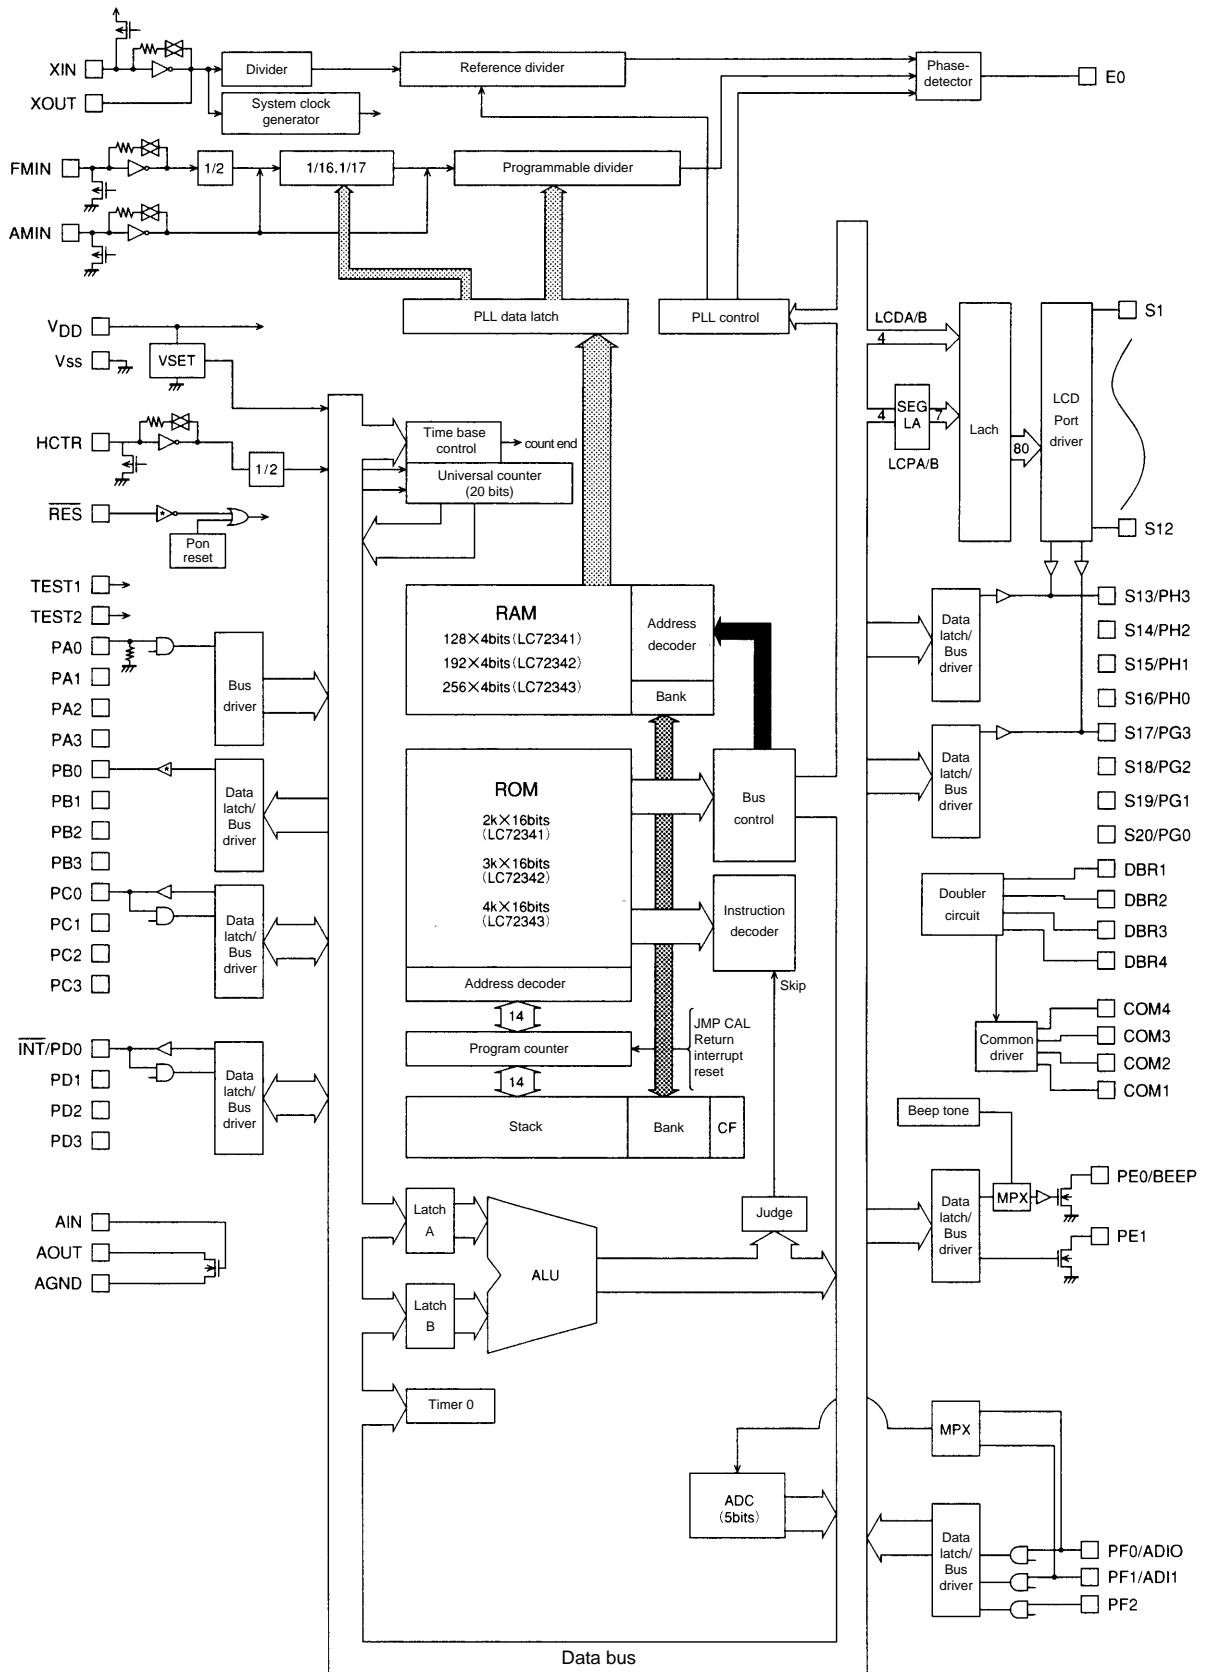 XIN
XOUT
Divider
System clock
generator
Reference divider
Phase-
detector
E0
FMIN
1/2
1/16,1/17
Programmable divider
AMIN
PLL data latch
PLL control
VDD
Vss
VSET
HCTR
1/2
RES
Pon
reset
Time base
control
count end
Universal counter
(20 bits)
LCDA/B
4
4
SEG
LA
7
LCPA/B
Lach
80
LCD
Port
driver
S1
S12
TEST1
TEST2
PA0
PA1
PA2
PA3
Bus
driver
PB0
PB1
PB2
PB3
Data
latch/
Bus
driver
PC0
PC1
PC2
PC3
Data
latch/
Bus
driver
INT/PD0
PD1
PD2
PD3
Data
latch/
Bus
driver
AIN
AOUT
AGND
RAM
128×4bits(LC72341)
192×4bits(LC72342)
256×4bits(LC72343)
Address
decoder
Bank
ROM
2k×16bits
(LC72341)
3k×16bits
(LC72342)
4k×16bits
(LC72343)
Address decoder
Bus
control
Instruction
decoder
Skip
14
Program counter
JMP CAL
Return
interrupt
reset
14
Stack
Bank
CF
Latch
A
Latch
B
ALU
Judge
Timer 0
ADC
(5bits)
Data bus
Data
latch/
Bus
driver
S13/PH3
S14/PH2
S15/PH1
S16/PH0
Data
latch/
Bus
driver
S17/PG3
S18/PG2
S19/PG1
S20/PG0
Doubler
circuit
DBR1
DBR2
DBR3
DBR4
Common
driver
COM4
COM3
COM2
COM1
Beep tone
Data
latch/
Bus
driver
MPX
PE0/BEEP
PE1
MPX
Data
latch/
Bus
driver
PF0/ADIO
PF1/ADI1
PF2